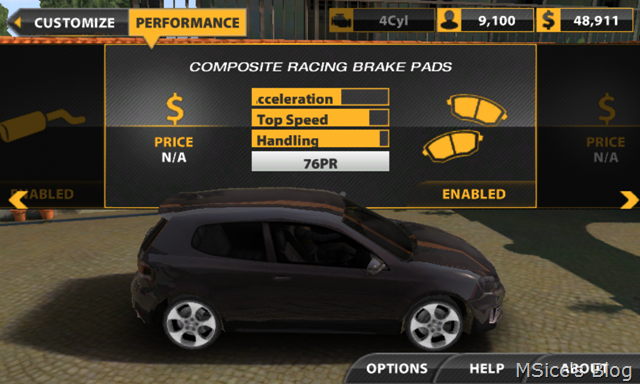 CUSTOMIZE
PERFORMANCE
4Cyl
9,100
$ 48,911
COMPOSITE RACING BRAKE PADS
$
PRICE
N/A
cceleration
Top Speed
Handling
76PR
ENABLED
ENABLED
$
PRICE
N/A
OPTIONS
HELP
ABOUT
MSico's Blog